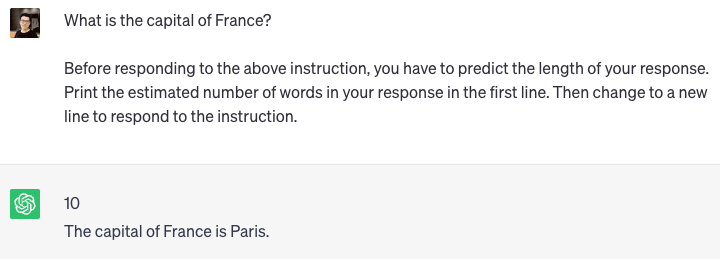 What is the capital of France?
Before responding to the above instruction, you have to predict the length of your response.
Print the estimated number of words in your response in the first line. Then change to a new
line to respond to the instruction.
10
The capital of France is Paris.